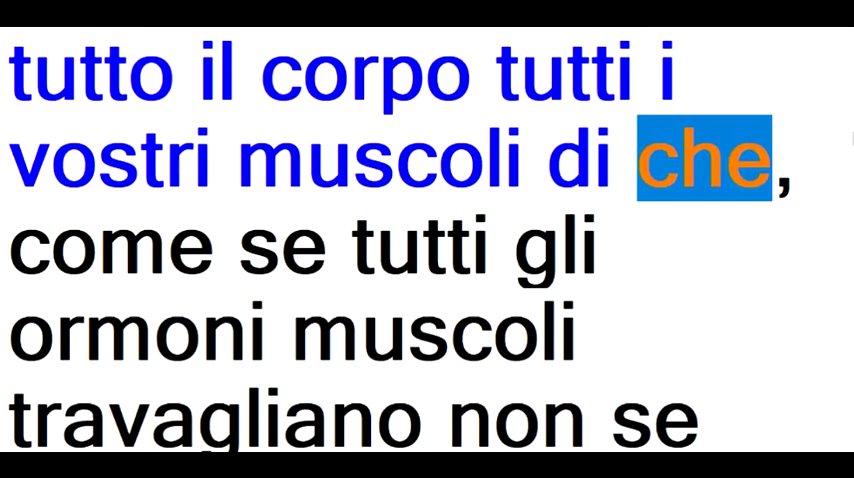 tutto il corpo tutti i
vostri muscoli di che,
come se tutti gli
ormoni muscoli
travagliano non se